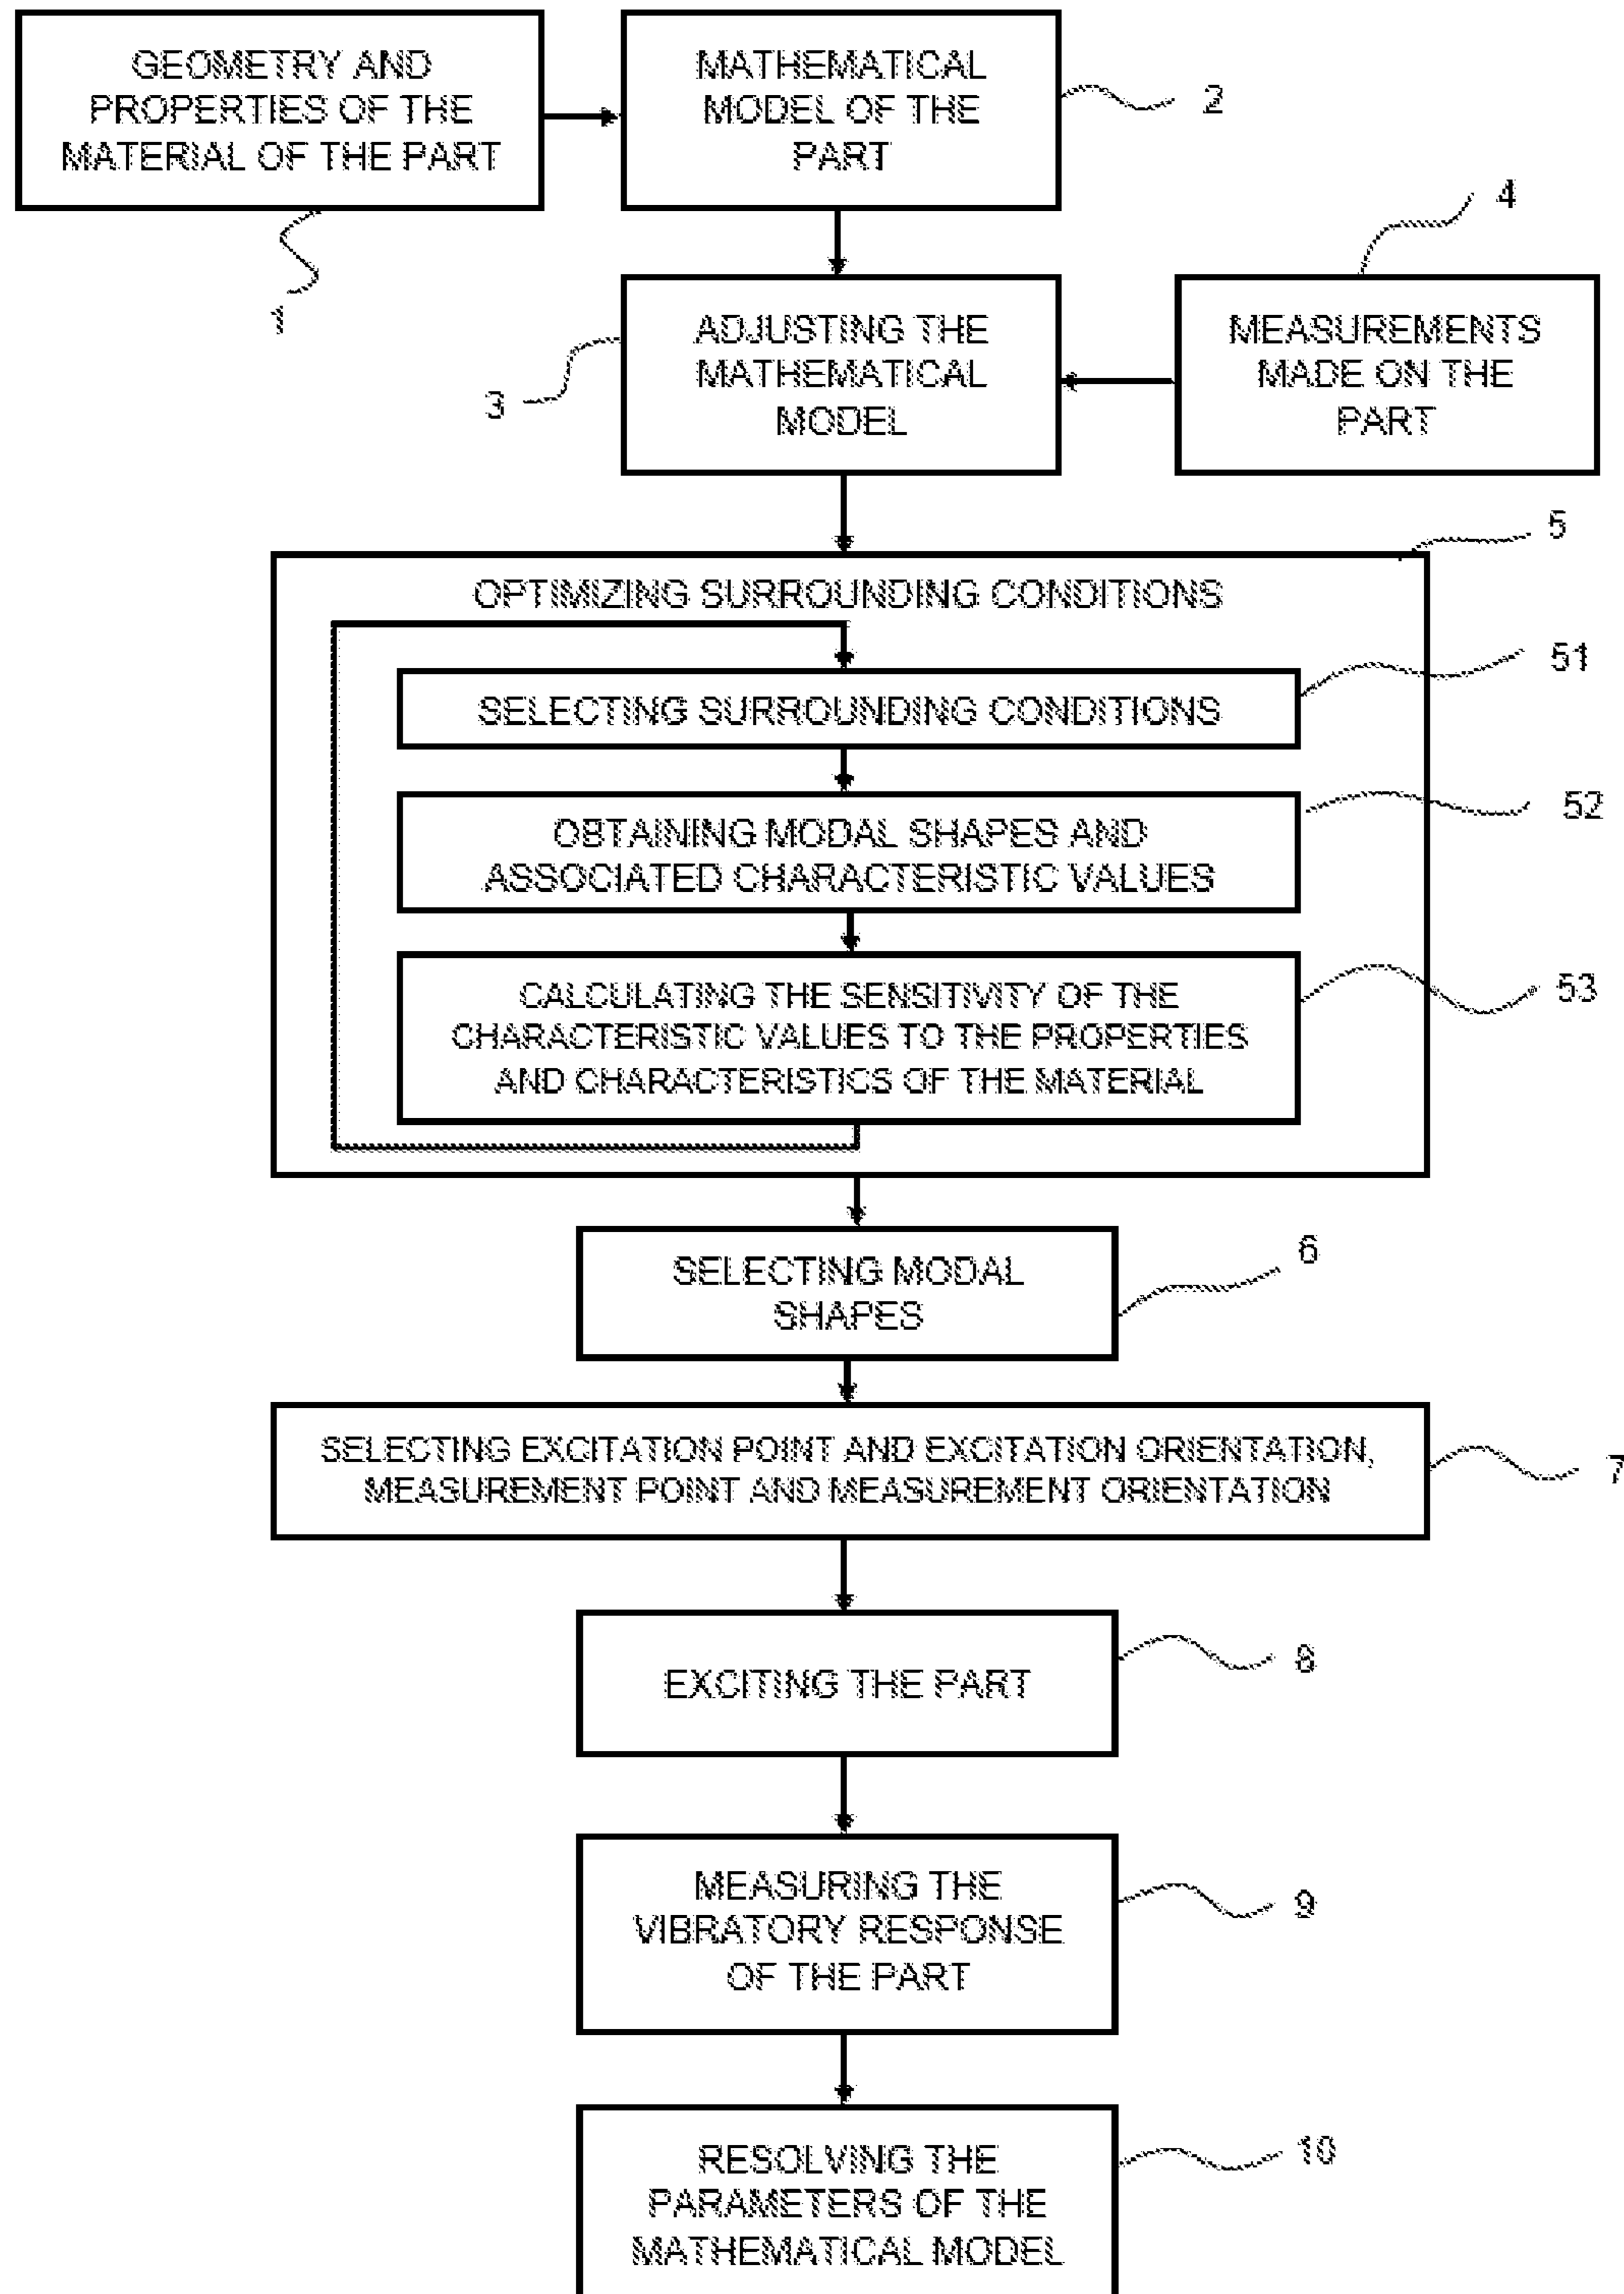 GEOMETRY AND
PROPERTIES OF THE
MATERIAL OF THE PART
1
MATHEMATICAL
MODEL OF THE
PART
2
ADJUSTING THE
MATHEMATICAL
MODEL
3
MEASUREMENTS
MADE ON THE
PART
4
OPTIMIZING SURROUNDING CONDITIONS
5
SELECTING SURROUNDING CONDITIONS
51
OBTAINING MODAL SHAPES AND
ASSOCIATED CHARACTERISTIC VALUES
52
CALCULATING THE SENSITIVITY OF THE
CHARACTERISTIC VALUES TO THE PROPERTIES
AND CHARACTERISTICS OF THE MATERIAL
53
SELECTING MODAL
SHAPES
6
SELECTING EXCITATION POINT AND EXCITATION ORIENTATION,
MEASUREMENT POINT AND MEASUREMENT ORIENTATION
7
EXCITING THE PART
8
MEASURING THE
VIBRATORY RESPONSE
OF THE PART
9
RESOLVING THE
PARAMETERS OF THE
MATHEMATICAL MODEL
10